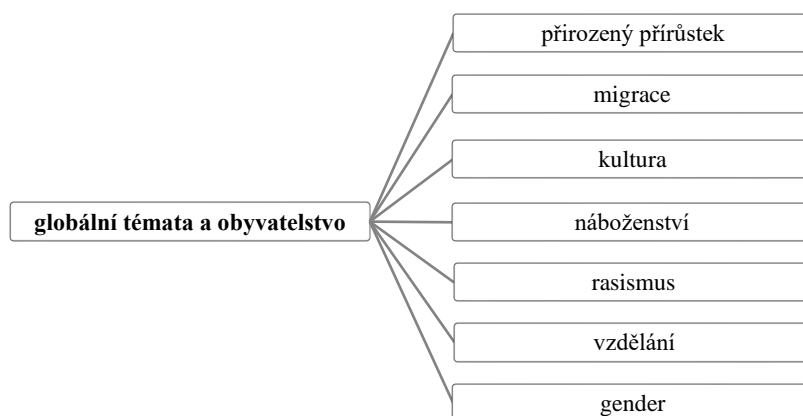 přirozený přírůstek
migrace
kultura
globální témata a obyvatelstvo
náboženství
rasismus
vzdělání
gender